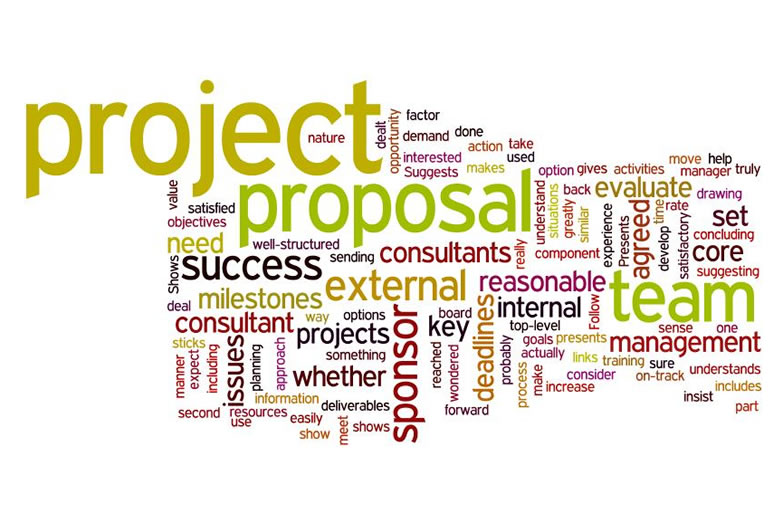 project
nature
dealt
opportunity
factor
demand
done
action
take
interested
Suggests
makes
used
proposal
value
satisfied
objectives
need
well-structured
sending
consultants
really
understand
situations
option
gives
activities
move
help
manager
truly
back
greatly
similar
evaluate
drawing
component
experience
Presents
agreed
develop
time
rate
satisfactory
set
concluding
core
suggesting
Shows
success
external
reasonable
team
deal
milestones
way
options
board
key
internal
Follow
consultant
projects
sponsor
deadlines
top-level
sense
one
management
sticks
issues
planning
approach
something
whether
reached
wondered
probably
goals
presents
actually
links
training
sure
understands
manner
expect
including
information
deliverables
process
make
consider
on-track
increase
includes
insist
second
resources
use
easily
show
meet
shows
forward
part